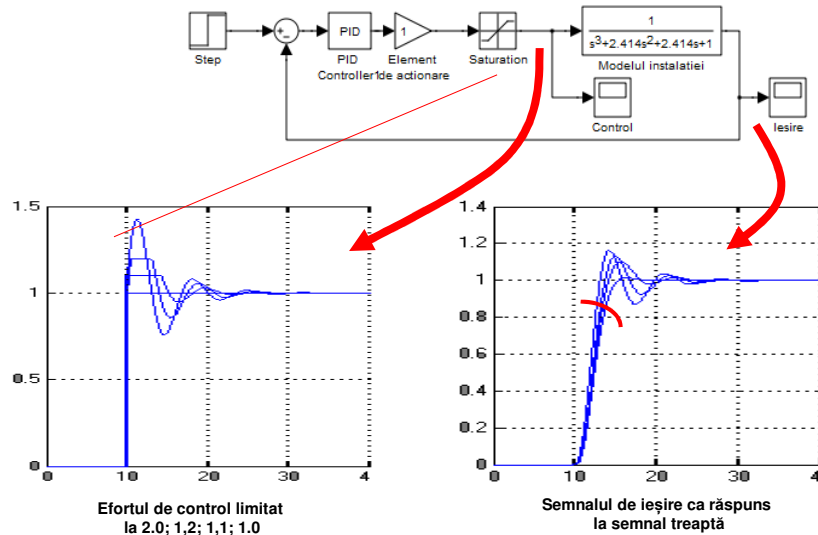 Step
PID
PID
Controller1
1
Element
de actionare
Saturation
1
s³+2.414s²+2.414s+1
Modelul instalatiei
Control
Iesire
1.5
1
0.5
0
0 10 20 30 4
Efortul de control limitat
la 2.0; 1,2; 1,1; 1.0
1.4
1.2
1
0.8
0.6
0.4
0.2
0
0 10 20 30 4
Semnalul de ieșire ca răspuns
la semnal treaptă